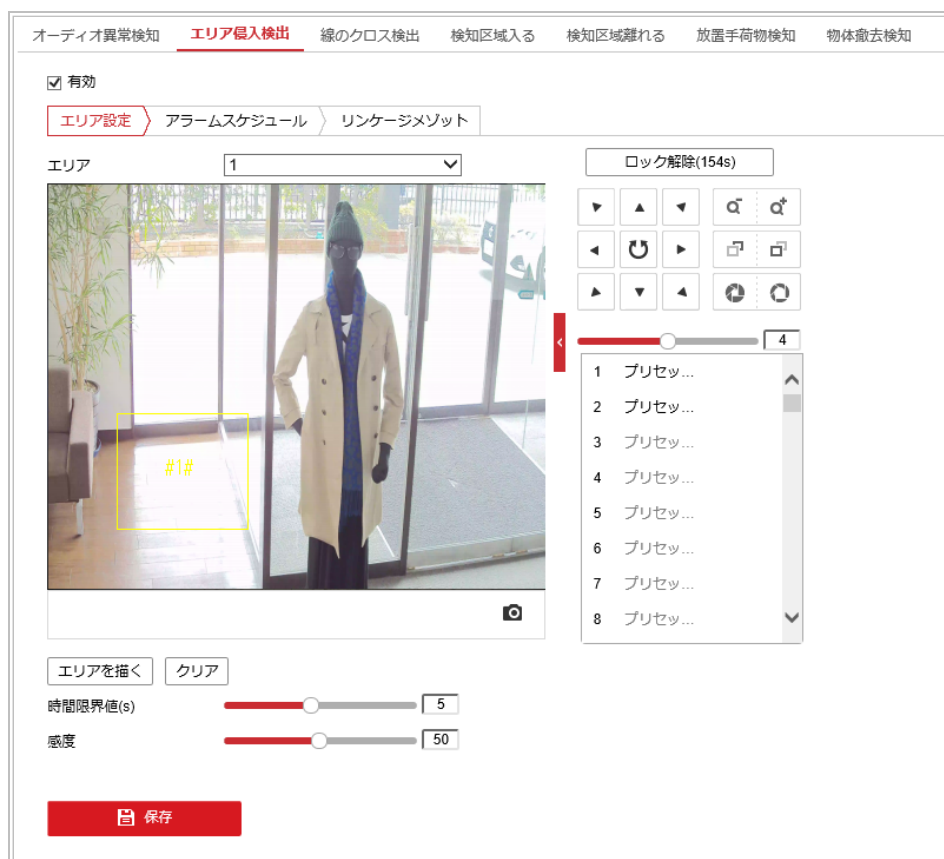 オーディオ異常検知 エリア侵入検出 線のクロス検出 検知区域入る 検知区域離れる 放置手荷物検知 物体撤去検知
有効
エリア設定 アラームスケジュール リンケージメゾット
エリア 1 ロック解除(154s)
#1#
4
1 プリセッ...
2 プリセッ...
3 プリセッ...
4 プリセッ...
5 プリセッ...
6 プリセッ...
7 プリセッ...
8 プリセッ...
エリアを描く クリア
時間限界値(s) 5
感度 50
保存